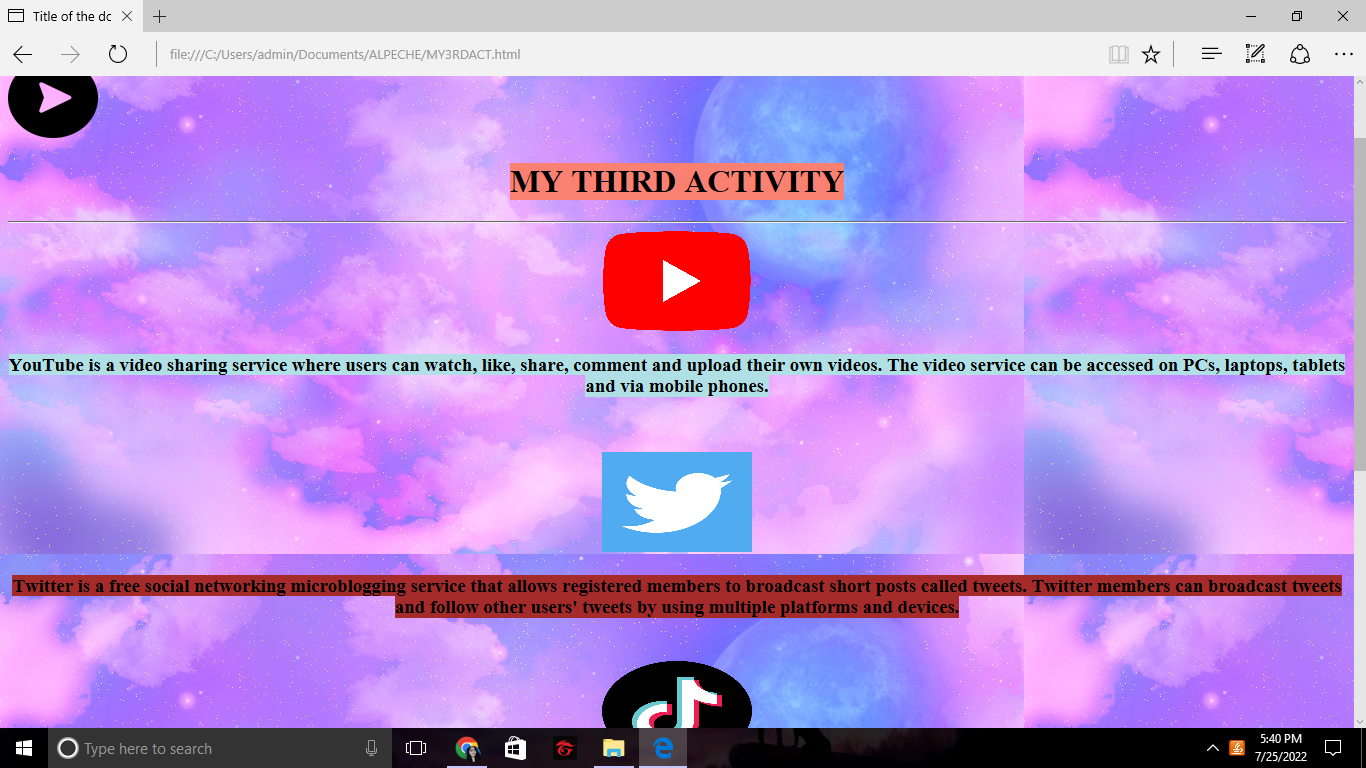 Title of the dc
file:///C:/Users/admin/Documents/ALPECHE/MY3RDACT.html
MY THIRD ACTIVITY
YouTube is a video sharing service where users can watch, like, share, comment and upload their own videos. The video service can be accessed on PCs, laptops, tablets
and via mobile phones.
Twitter is a free social networking microblogging service that allows registered members to broadcast short posts called tweets. Twitter members can broadcast tweets
and follow other users' tweets by using multiple platforms and devices.
Type here to search
5:40 PM
7/25/2022